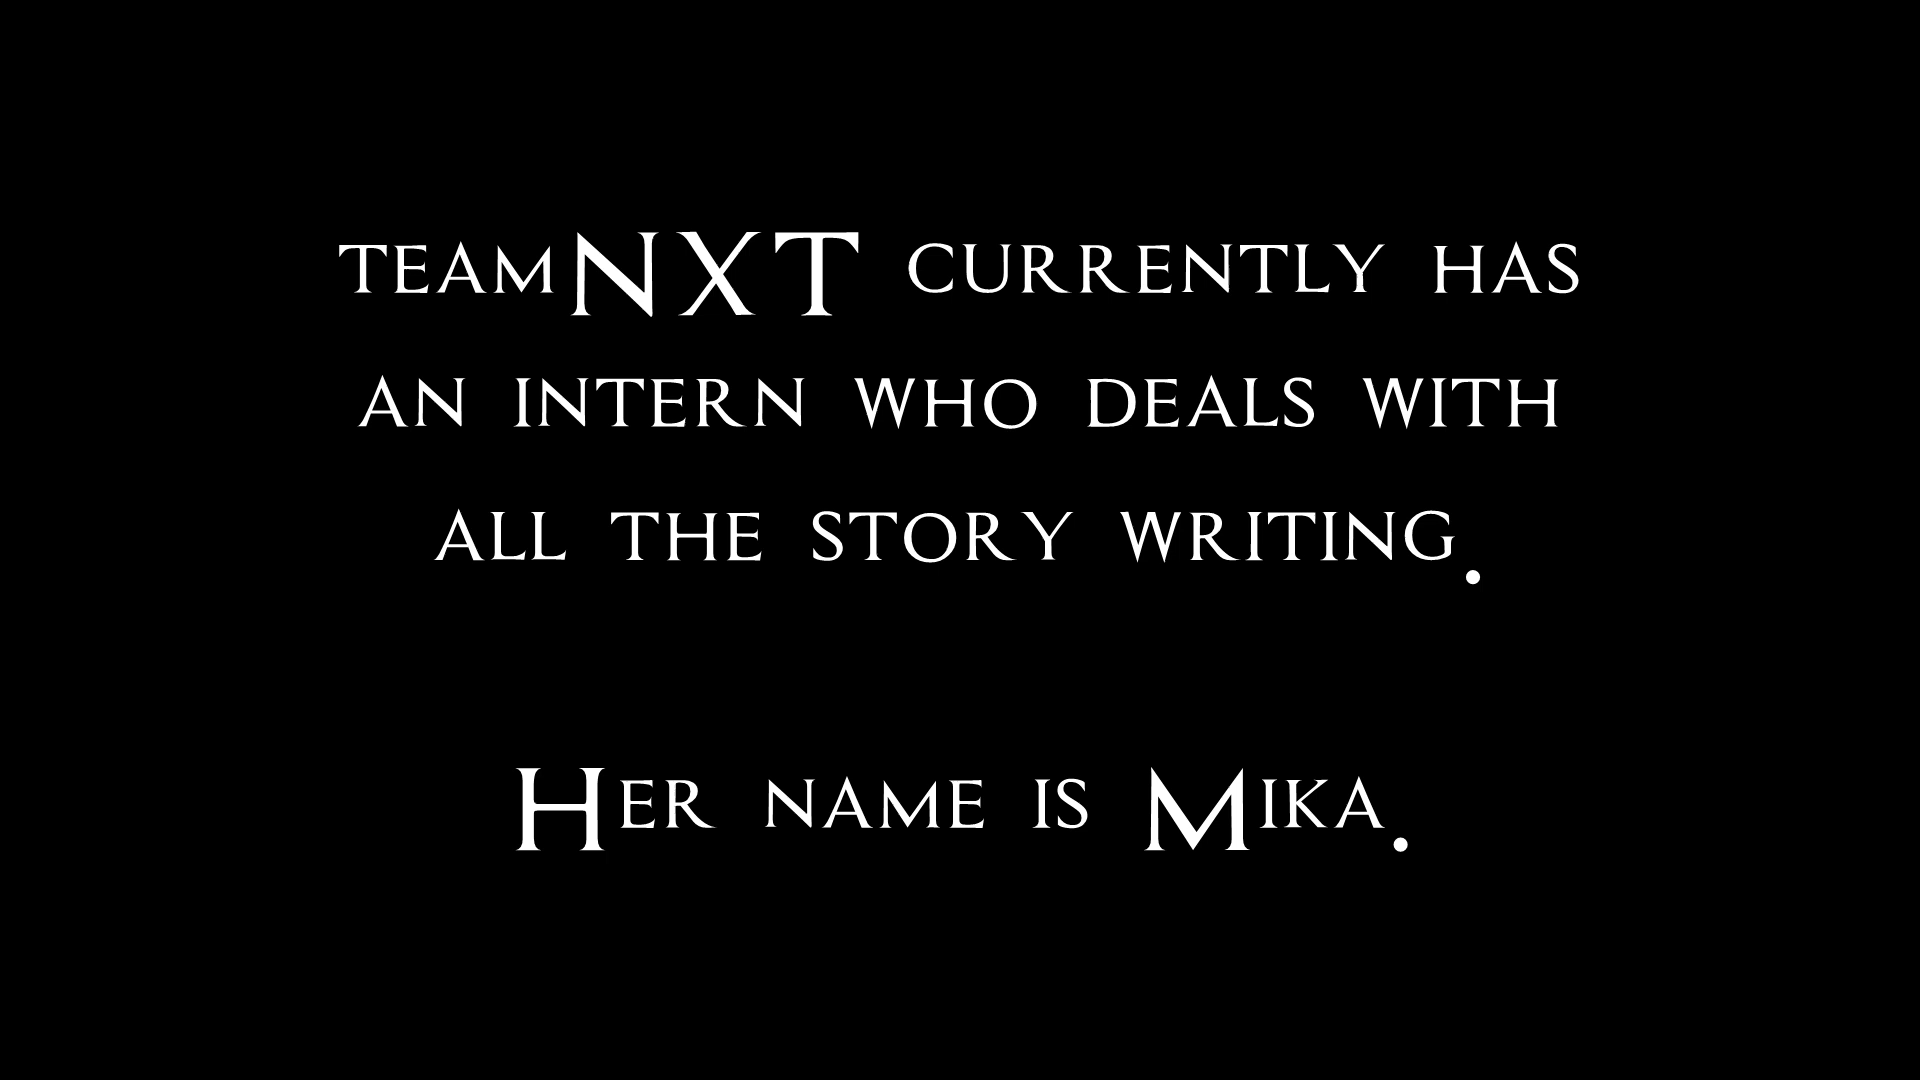 teamNXT currently has
an intern who deals with
all the story writing.
Her name is Mika.